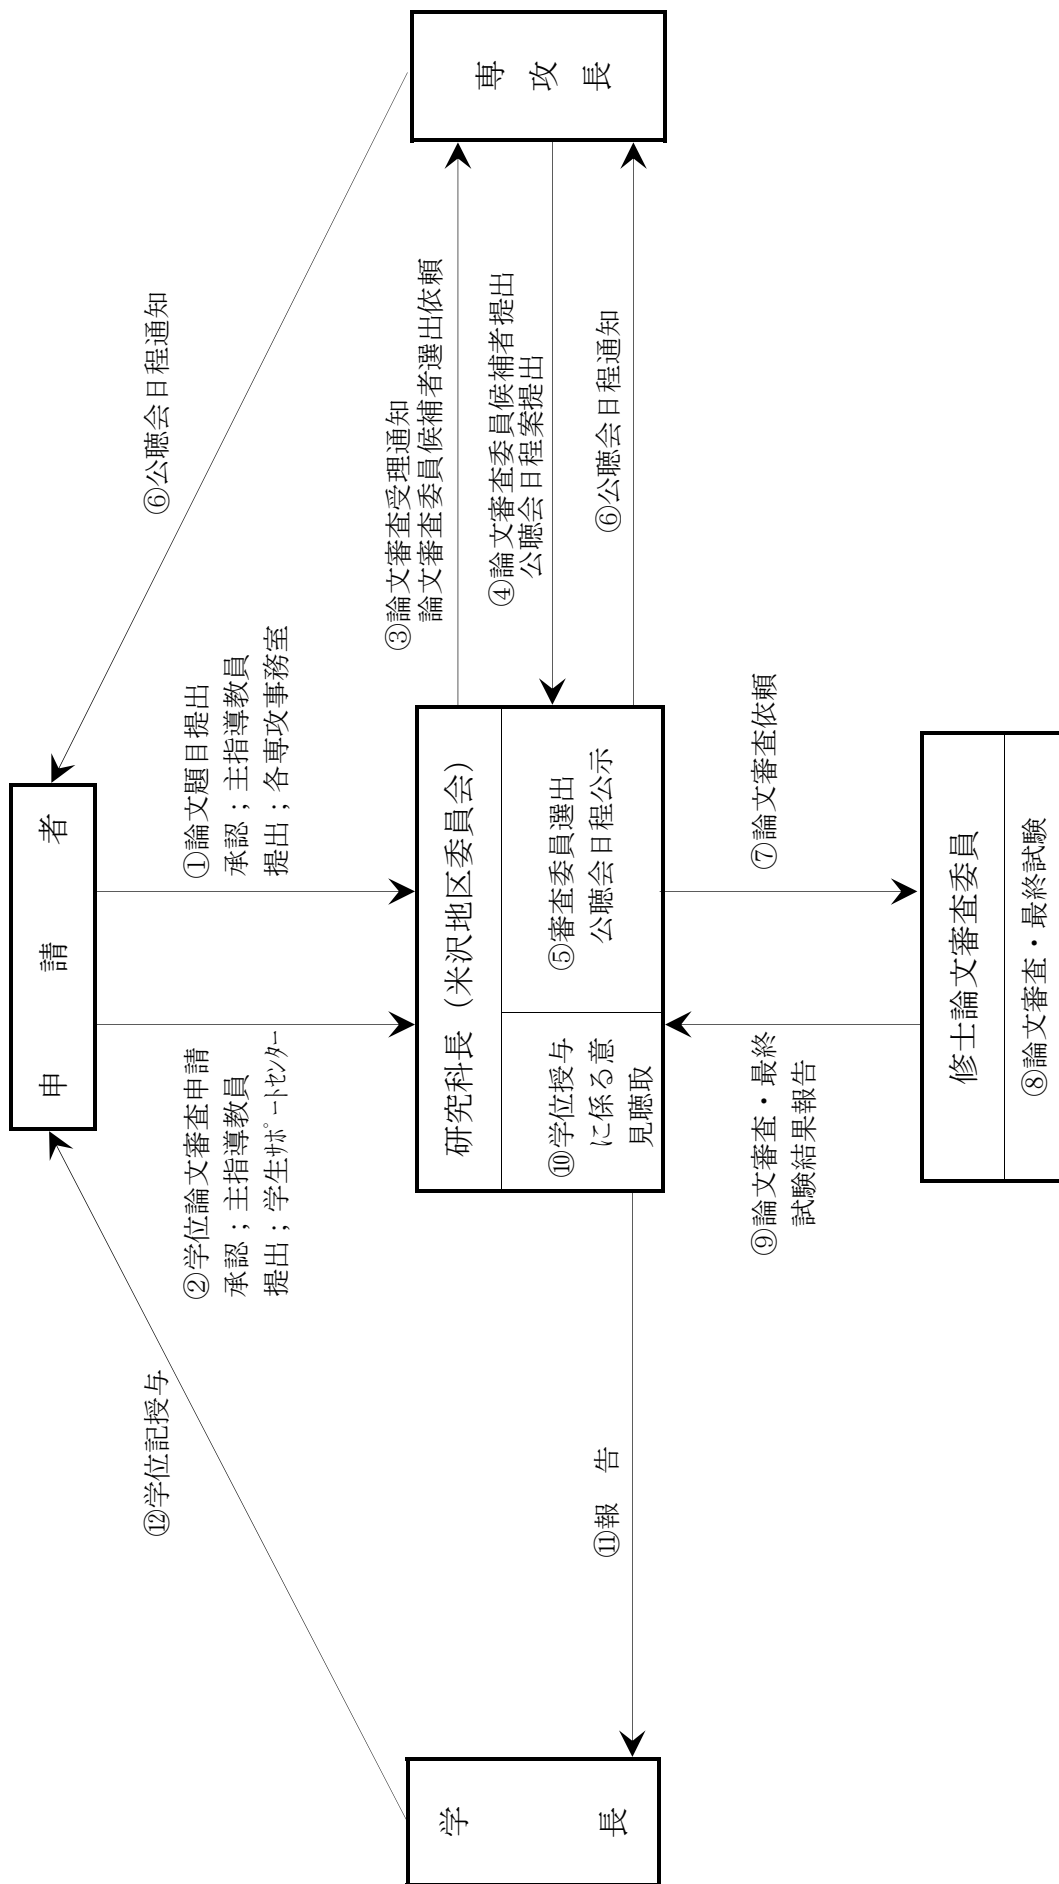 申請者
⑫学位記授与
②学位論文審査申請
承認；主指導教員
提出；学生ｻﾎﾟｰﾄｾﾝﾀｰ
①論文題目提出
承認；主指導教員
提出；各専攻事務室
⑥公聴会日程通知
学長
⑪報告
研究科長（米沢地区委員会）
⑩学位授与
に係る意
見聴取
⑤審査委員選出
公聴会日程公示
③論文審査受理通知
論文審査委員候補者選出依頼
④論文審査委員候補者提出
公聴会日程案提出
⑥公聴会日程通知
専攻長
⑨論文審査・最終
試験結果報告
⑦論文審査依頼
修士論文審査委員
⑧論文審査・最終試験